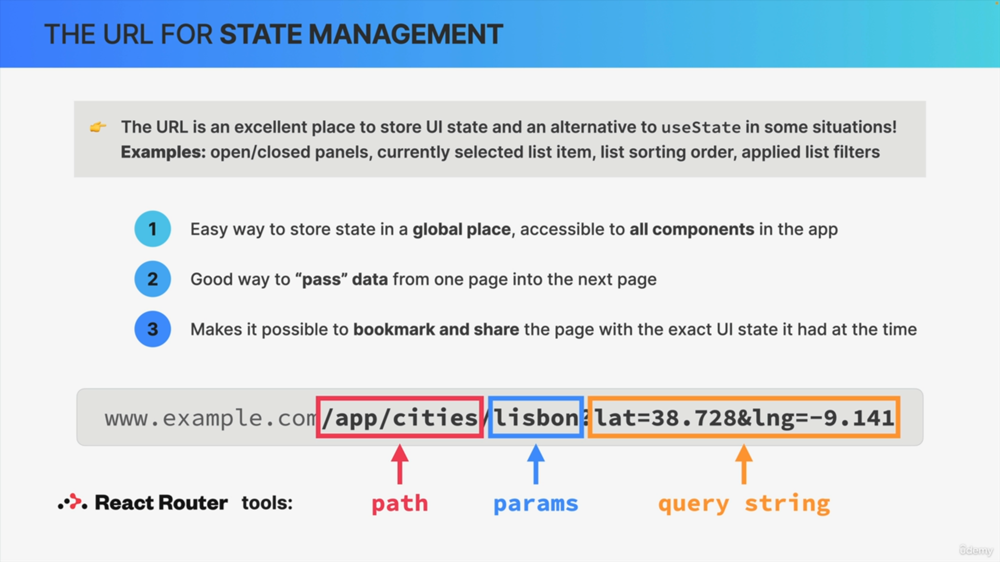 THE URL FOR STATE MANAGEMENT
The URL is an excellent place to store UI state and an alternative to useState in some situations!
Examples: open/closed panels, currently selected list item, list sorting order, applied list filters
1 Easy way to store state in a global place, accessible to all components in the app
2 Good way to “pass” data from one page into the next page
3 Makes it possible to bookmark and share the page with the exact UI state it had at the time
www.example.com/app/cities/lisbon?lat=38.728&lng=-9.141
React Router tools: path params query string
ûdemy